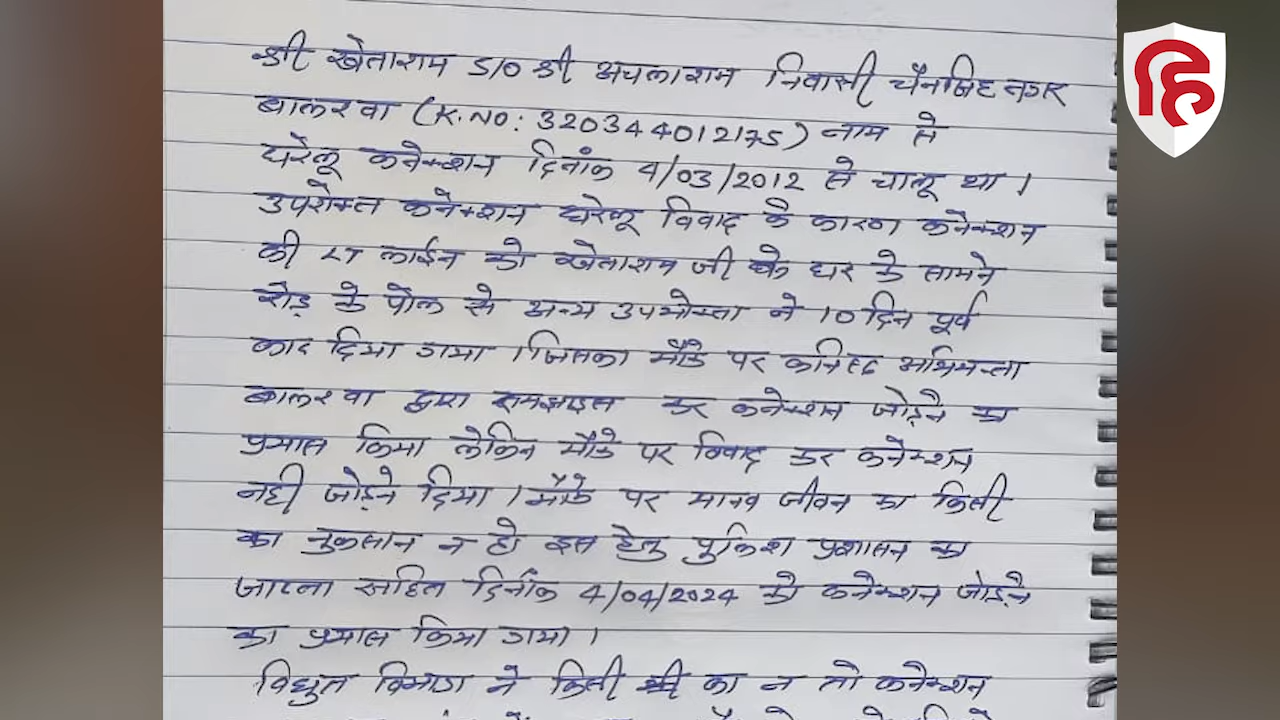 श्री खेताराम S/O श्री अचलाराम निवासी चैनसिंह नगर
बालरवा (K.NO: 320344012175) नाम से
घरेलू कनेक्शन दिनांक 4/03/2012 से चालू था।
उपरोक्त कनेक्शन घरेलू विवाद के कारण कनेक्शन
की LT लाईन को खेताराम जी के घर के सामने
रोड़ के पोल से अन्य उपभोक्ता ने 10 दिन पूर्व
काट दिया गया । जिसका मौके पर कनिष्ठ अभियन्ता
बालरवा द्वारा समझाइस कर कनेक्शन जोड़ने का
प्रयास किया लेकिन मौके पर विवाद कर कनेक्शन
नही जोड़ने दिया । मौके पर मानव जीवन का किसी
का नुकसान न हो इस हेतु पुलिश प्रशासन का
जाप्ता सहित दिनांक 4/04/2024 को कनेक्शन जोड़ने
का प्रयास किया गया ।
विधुत विभाग ने किसी भी का न तो कनेक्शन
हि